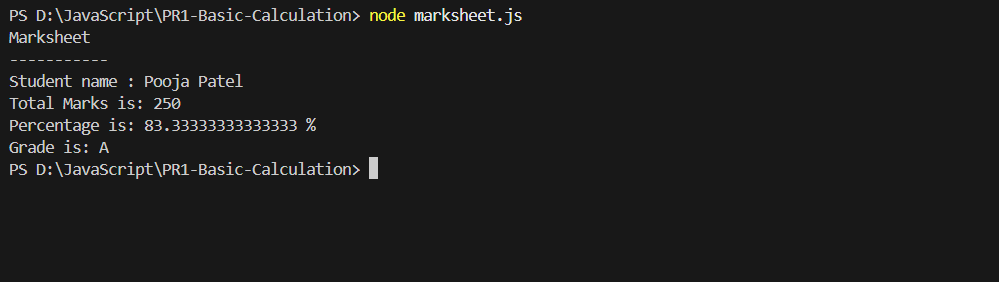 PS D:\JavaScript\PR1-Basic-Calculation> node marksheet.js
Marksheet
-----------
Student name : Pooja Patel
Total Marks is: 250
Percentage is: 83.33333333333333 %
Grade is: A
PS D:\JavaScript\PR1-Basic-Calculation>